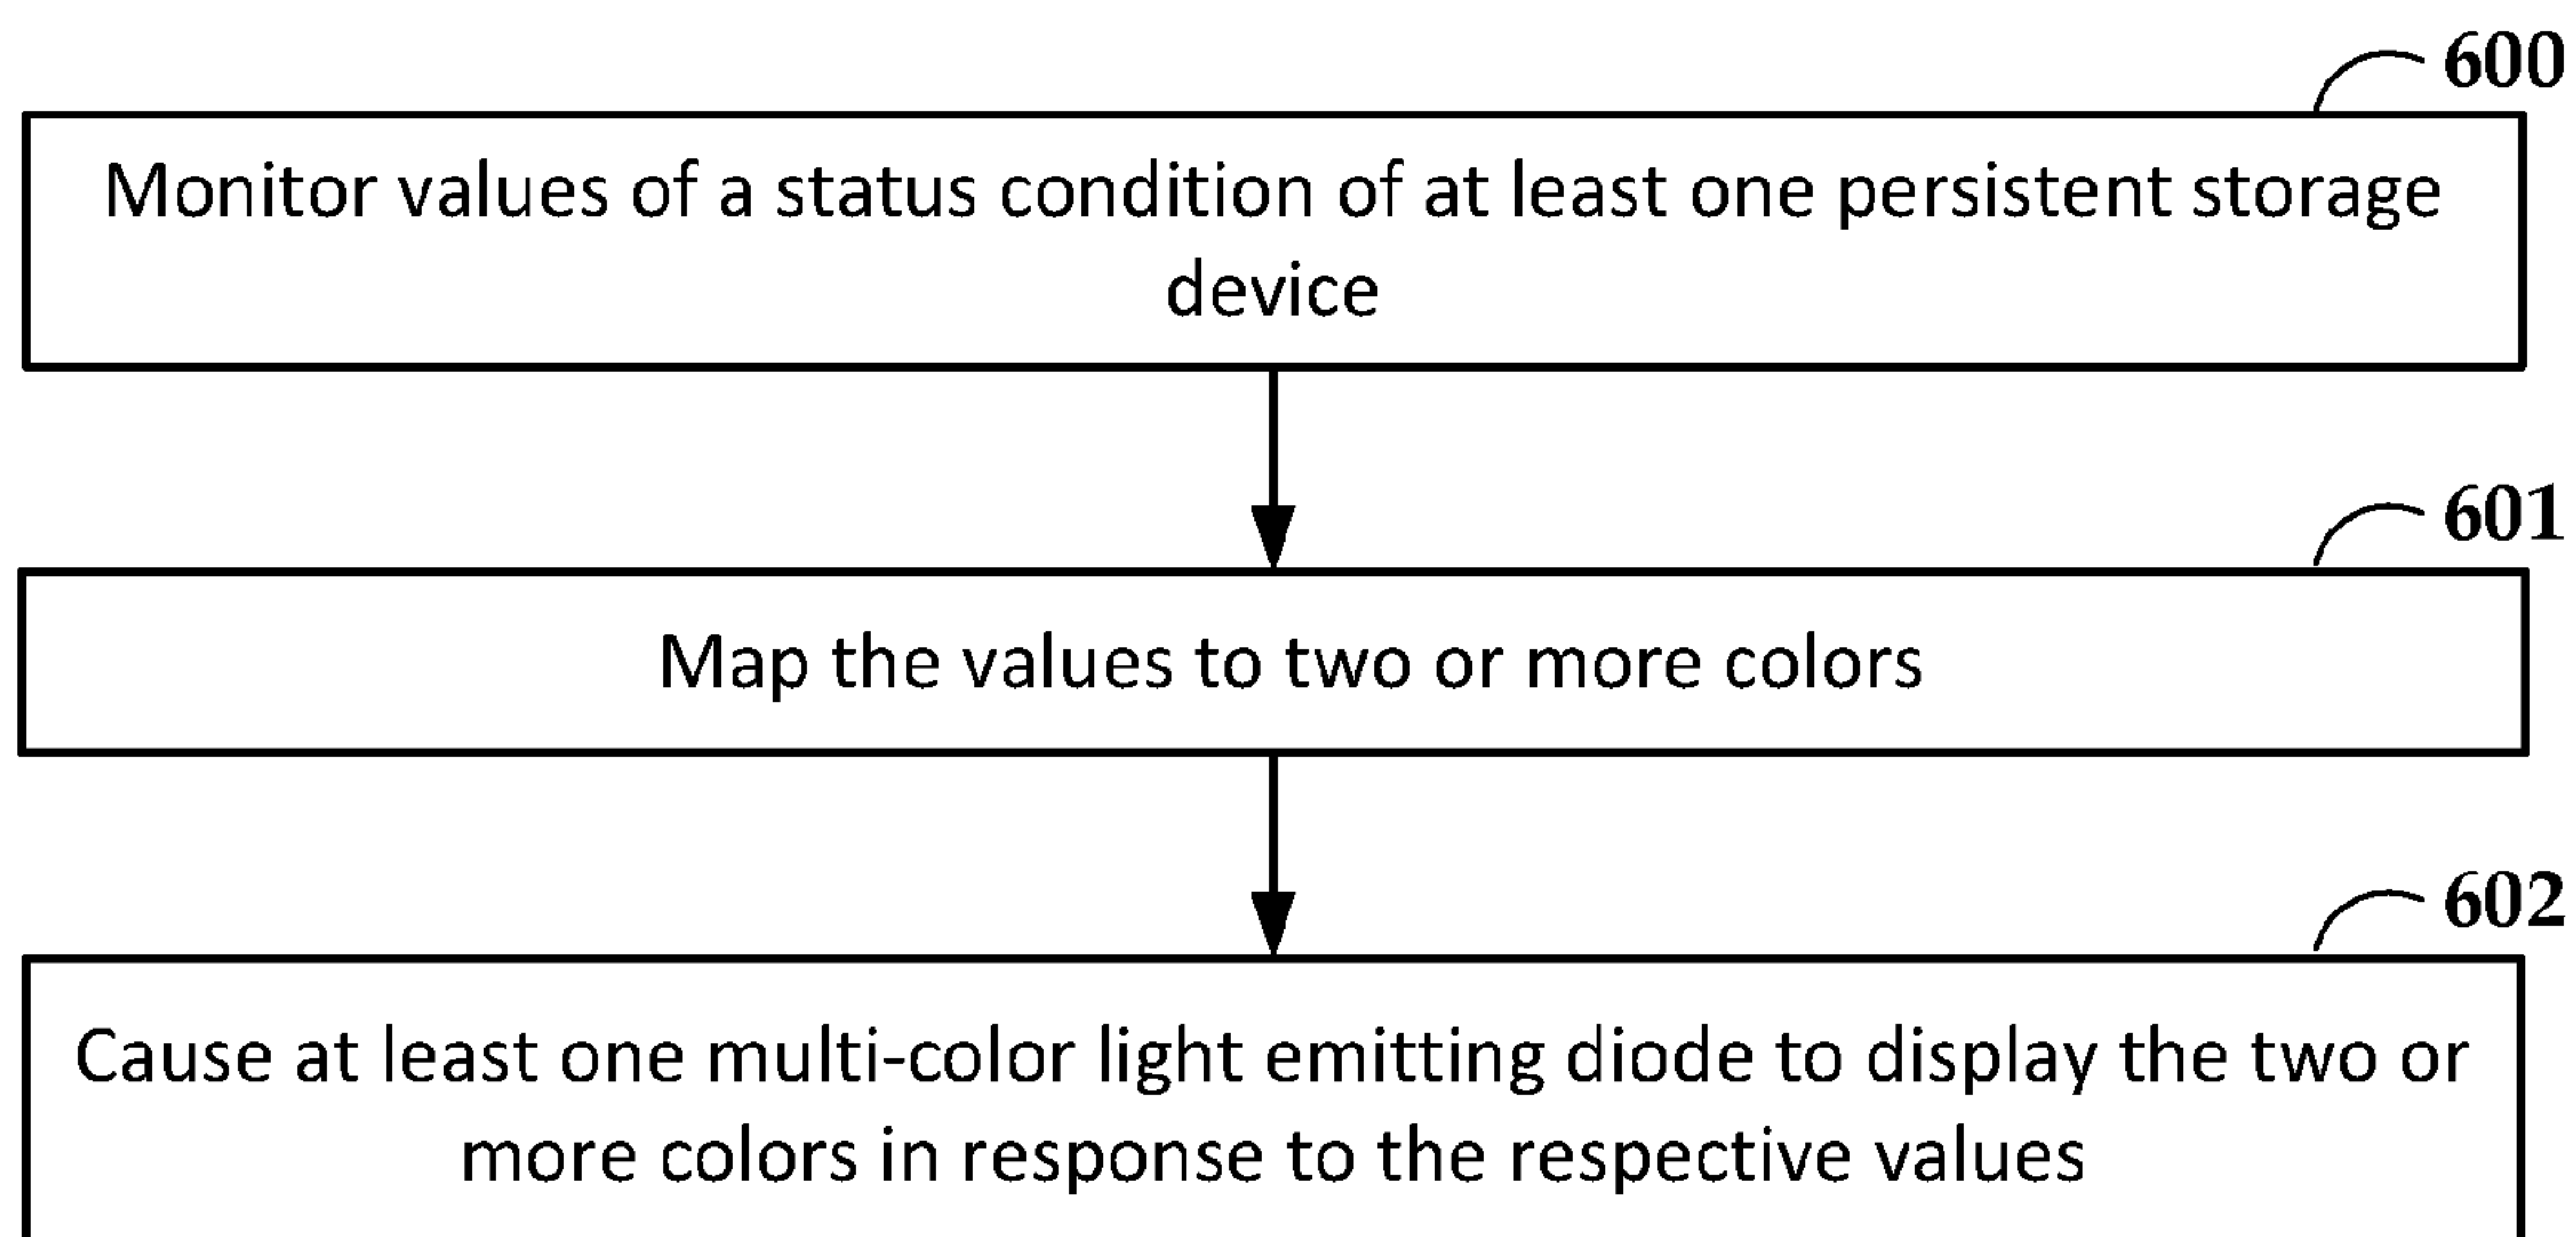 600
Monitor values of a status condition of at least one persistent storage
device
601
Map the values to two or more colors
602
Cause at least one multi-color light emitting diode to display the two or
more colors in response to the respective values